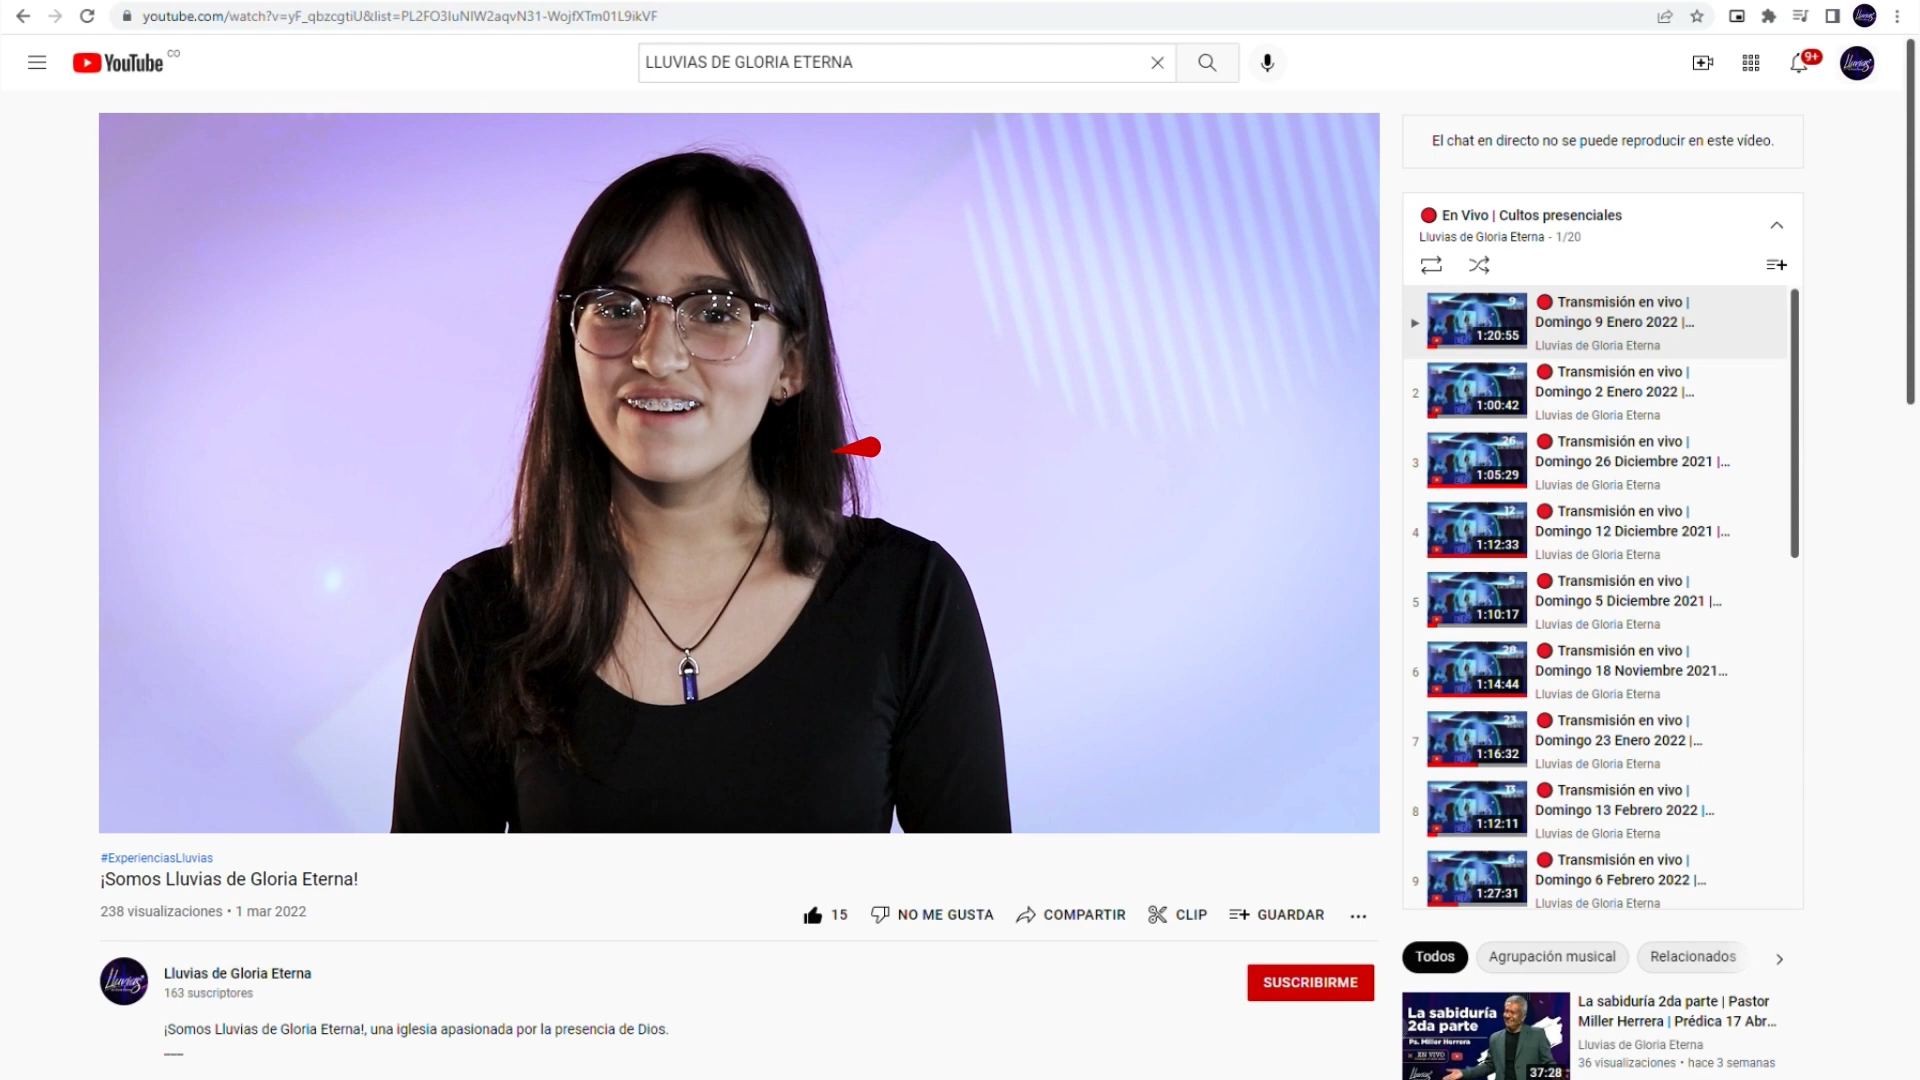 youtube.com/watch?v=yF_qbzcgtiU&list=PL2FO3IuNIW2aqvN31-WojfXTm01L9ikVF
YouTube CO
LLUVIAS DE GLORIA ETERNA
9+
El chat en directo no se puede reproducir en este vídeo.
En Vivo | Cultos presenciales
Lluvias de Gloria Eterna - 1/20
1:20:55
Transmisión en vivo |
Domingo 9 Enero 2022 |...
Lluvias de Gloria Eterna
2
1:00:42
Transmisión en vivo |
Domingo 2 Enero 2022 |...
Lluvias de Gloria Eterna
3
1:05:29
Transmisión en vivo |
Domingo 26 Diciembre 2021 |...
Lluvias de Gloria Eterna
4
1:12:33
Transmisión en vivo |
Domingo 12 Diciembre 2021 |...
Lluvias de Gloria Eterna
5
1:10:17
Transmisión en vivo |
Domingo 5 Diciembre 2021 |...
Lluvias de Gloria Eterna
6
1:14:44
Transmisión en vivo |
Domingo 18 Noviembre 2021...
Lluvias de Gloria Eterna
7
1:16:32
Transmisión en vivo |
Domingo 23 Enero 2022 |...
Lluvias de Gloria Eterna
8
1:12:11
Transmisión en vivo |
Domingo 13 Febrero 2022 |...
Lluvias de Gloria Eterna
9
1:27:31
Transmisión en vivo |
Domingo 6 Febrero 2022 |...
Lluvias de Gloria Eterna
#ExperienciasLluvias
¡Somos Lluvias de Gloria Eterna!
238 visualizaciones • 1 mar 2022
15 NO ME GUSTA COMPARTIR CLIP GUARDAR ...
Lluvias
Lluvias de Gloria Eterna
163 suscriptores
SUSCRIBIRME
¡Somos Lluvias de Gloria Eterna!, una iglesia apasionada por la presencia de Dios.
Todos Agrupación musical Relacionados
La sabiduría
2da parte
Ps. Miller Herrera
EN VIVO
Lluvias
37:28
La sabiduría 2da parte | Pastor
Miller Herrera | Prédica 17 Abr...
Lluvias de Gloria Eterna
36 visualizaciones • hace 3 semanas